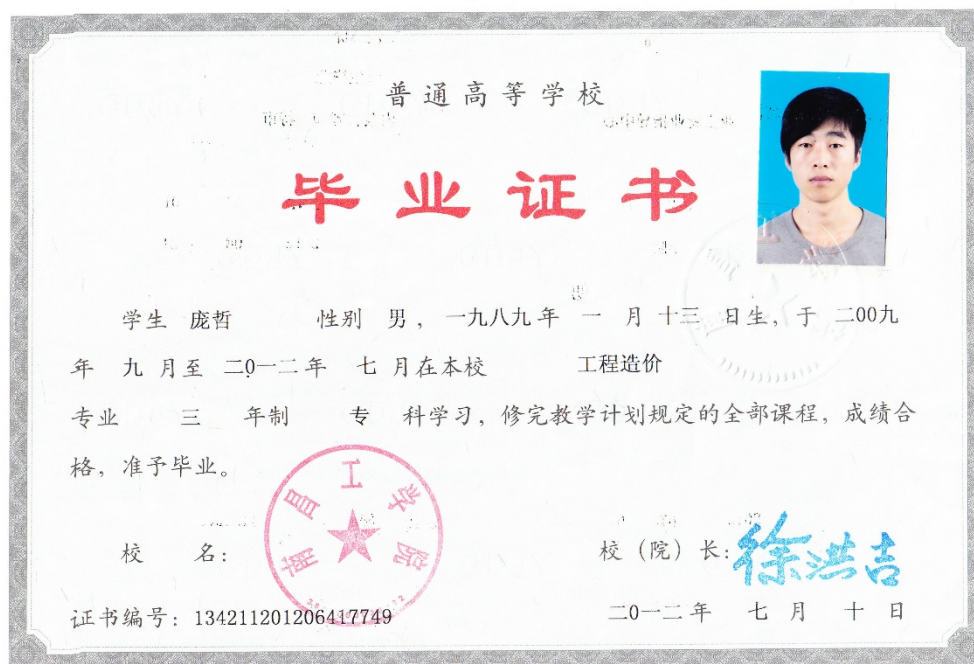 普通高等学校
毕业证书
学生 庞哲 性别 男，一九八九年 一 月 十三 日生，于 二00九
年 九 月至 二0一二年 七 月在本校 工程造价
专业 三 年制 专 科学习，修完教学计划规定的全部课程，成绩合
格，准予毕业。
南昌工学院
校 名： 校（院）长：徐洪吉
证书编号：134211201206417749 二0一二年 七 月 十 日